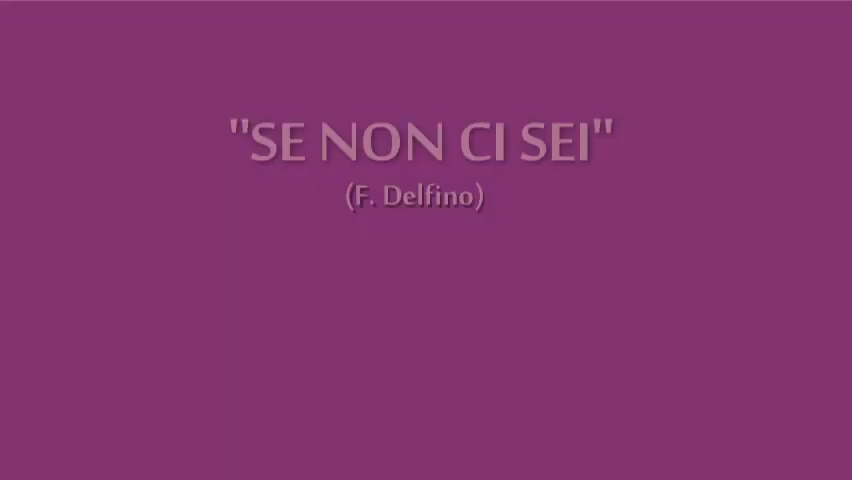 "SE NON CI SEI"
(F. Delfino)